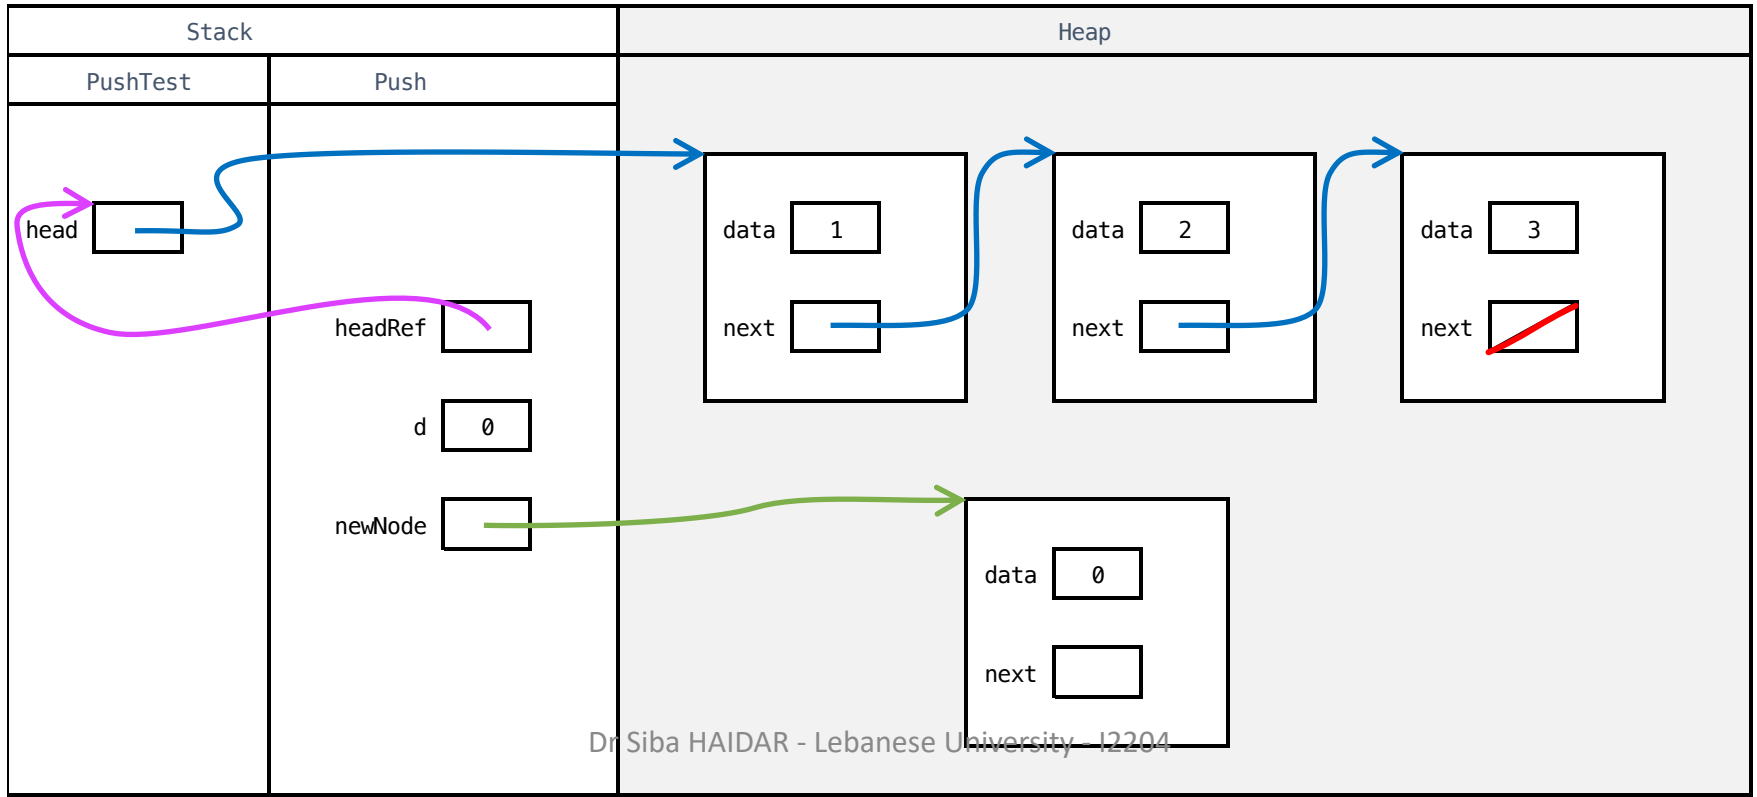 Stack Heap
PushTest Push
head data 1 data 2 data 3
headRef next next next
d 0
newNode
data 0
next
Dr Siba HAIDAR - Lebanese University - I2204